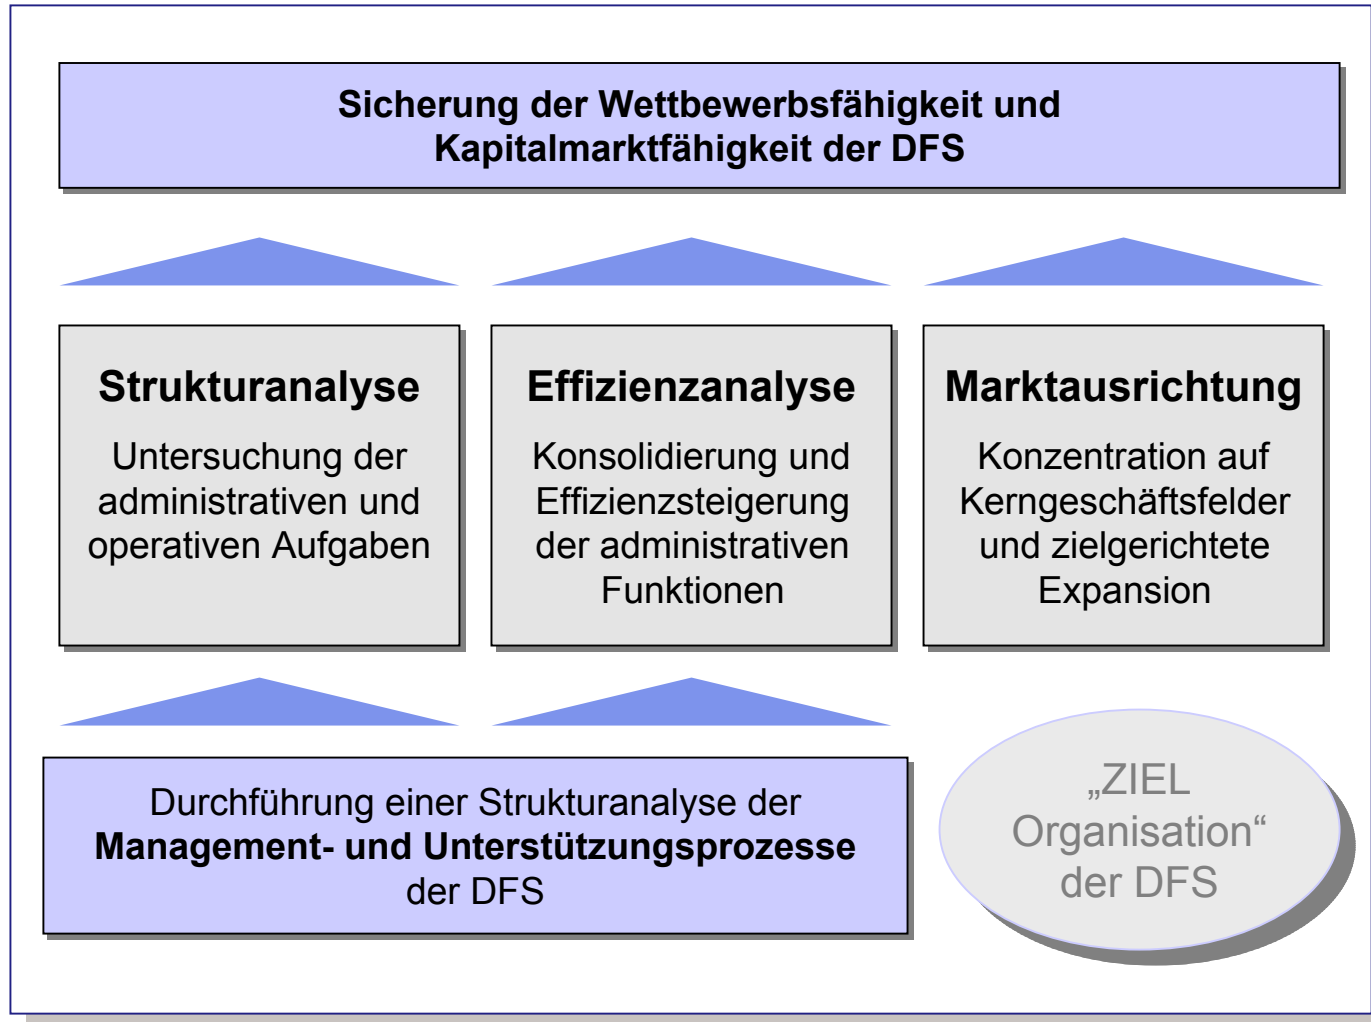 Sicherung der Wettbewerbsfähigkeit und
Kapitalmarktfähigkeit der DFS
Strukturanalyse
Untersuchung der
administrativen und
operativen Aufgaben
Effizienzanalyse
Konsolidierung und
Effizienzsteigerung
der administrativen
Funktionen
Marktausrichtung
Konzentration auf
Kerngeschäftsfelder
und zielgerichtete
Expansion
Durchführung einer Strukturanalyse der
Management- und Unterstützungsprozesse
der DFS
„ZIEL
Organisation“
der DFS